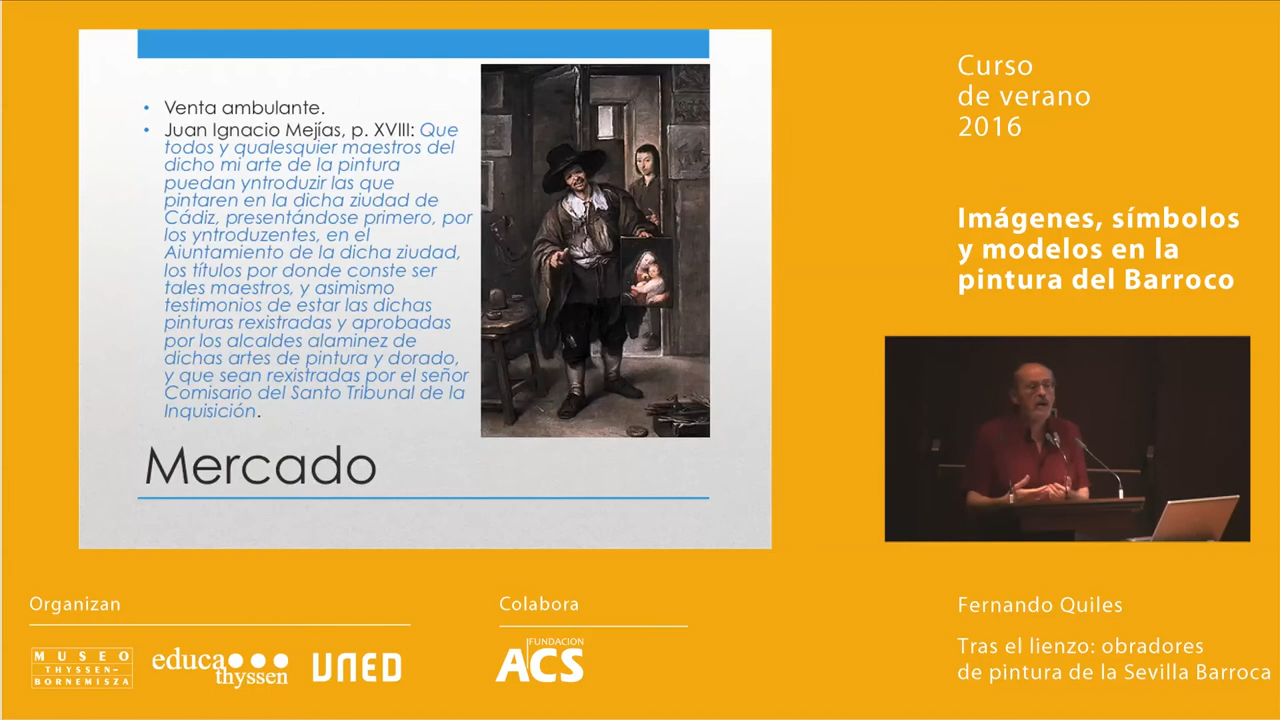 • Venta ambulante.
• Juan Ignacio Mejías, p. XVIII: Que
todos y qualesquier maestros del
dicho mi arte de la pintura
puedan yntroduzir las que
pintaren en la dicha ziudad de
Cádiz, presentándose primero, por
los yntroduzentes, en el
Aiuntamiento de la dicha ziudad,
los títulos por donde conste ser
tales maestros, y asimismo
testimonios de estar las dichas
pinturas rexistradas y aprobadas
por los alcaldes alaminez de
dichas artes de pintura y dorado,
y que sean rexistradas por el señor
Comisario del Santo Tribunal de la
Inquisición.
Mercado
Curso
de verano
2016
Imágenes, símbolos
y modelos en la
pintura del Barroco
Organizan
MUSEO
THYSSEN-
BORNEMISZA
educa
thyssen
UNED
Colabora
FUNDACION
ACS
Fernando Quiles
Tras el lienzo: obradores
de pintura de la Sevilla Barroca